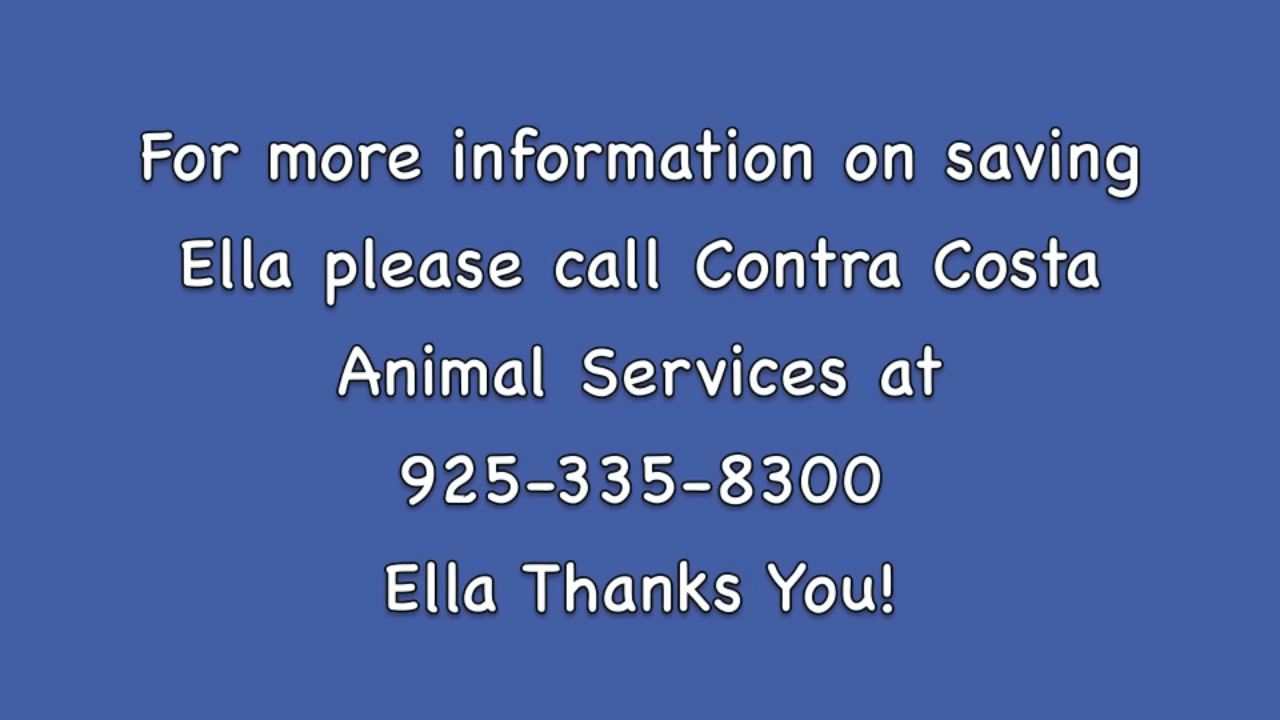 For more information on saving
Ella please call Contra Costa
Animal Services at
925-335-8300
Ella Thanks You!